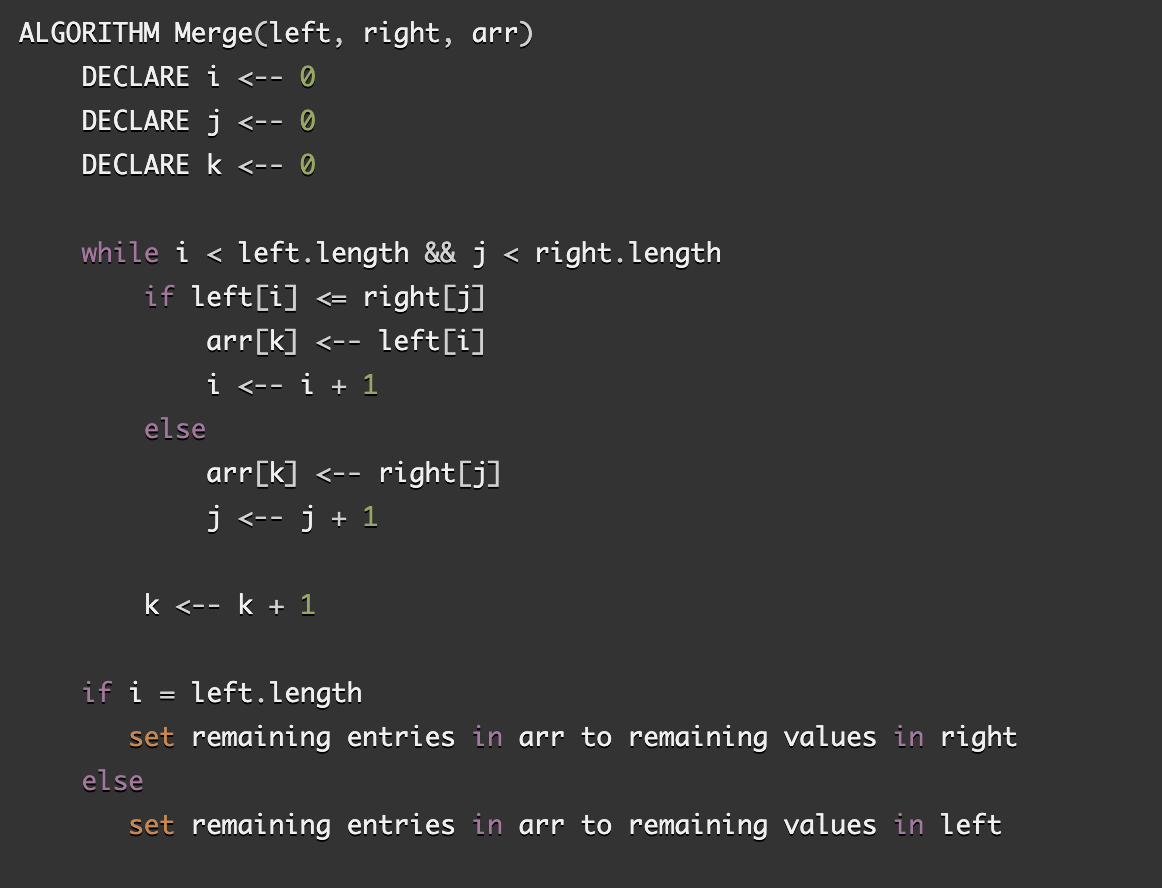 ALGORITHM Merge(left, right, arr)
    DECLARE i <-- 0
    DECLARE j <-- 0
    DECLARE k <-- 0

    while i < left.length && j < right.length
        if left[i] <= right[j]
            arr[k] <-- left[i]
            i <-- i + 1
        else
            arr[k] <-- right[j]
            j <-- j + 1

        k <-- k + 1

    if i = left.length
       set remaining entries in arr to remaining values in right
    else
       set remaining entries in arr to remaining values in left